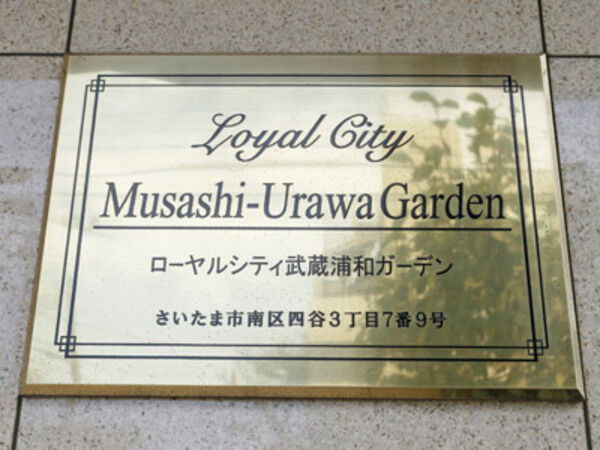 Loyal City
Musashi-Urawa Garden
ローヤルシティ武蔵浦和ガーデン
さいたま市南区四谷3丁目7番9号